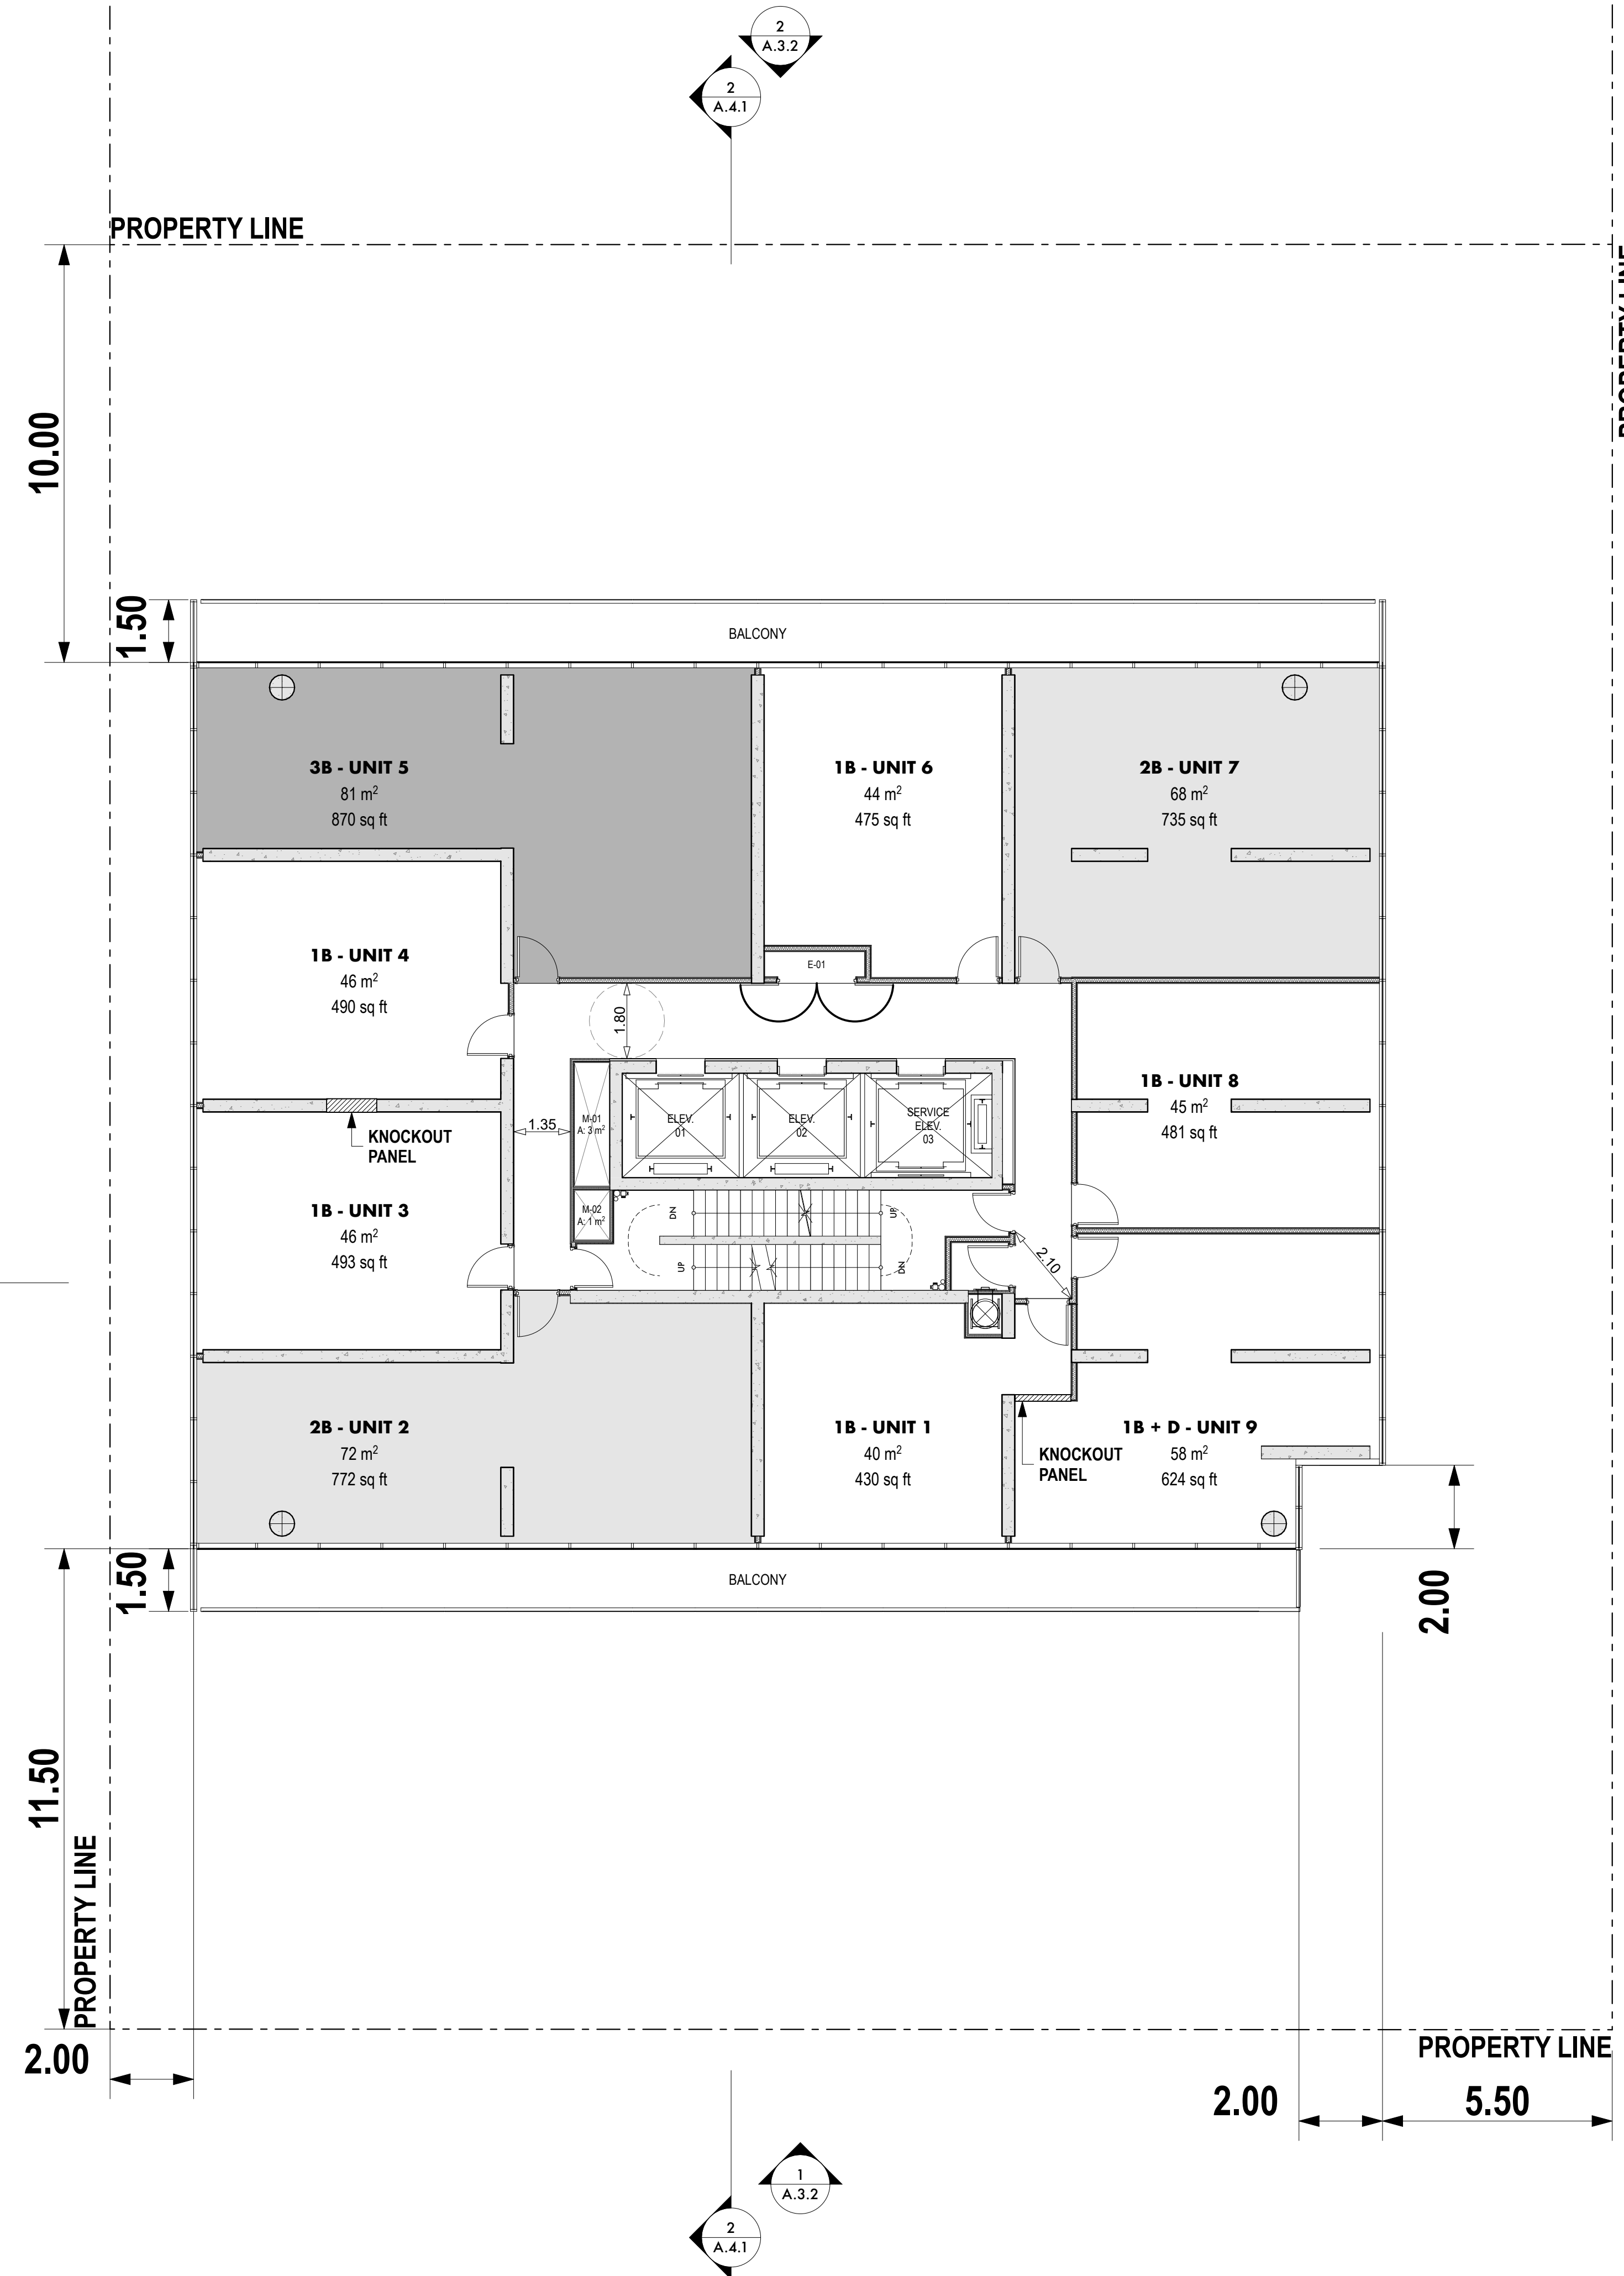 2
A.3.2
2
A.4.1
PROPERTY LINE
PROPERTY LINE
10.00
1.50
BALCONY
3B - UNIT 5
81 m²
870 sq ft
1B - UNIT 6
44 m²
475 sq ft
2B - UNIT 7
68 m²
735 sq ft
1B - UNIT 4
46 m²
490 sq ft
E-01
1.80
1B - UNIT 8
45 m²
481 sq ft
M-01
A: 3 m²
ELEV.
01
ELEV.
02
SERVICE
ELEV.
03
1.35
KNOCKOUT
PANEL
1B - UNIT 3
46 m²
493 sq ft
M-02
A: 1 m²
DN
UP
UP
DN
2.10
2B - UNIT 2
72 m²
772 sq ft
1B - UNIT 1
40 m²
430 sq ft
KNOCKOUT
PANEL
1B + D - UNIT 9
58 m²
624 sq ft
1.50
BALCONY
2.00
11.50
PROPERTY LINE
2.00
PROPERTY LINE
2.00
5.50
1
A.3.2
2
A.4.1